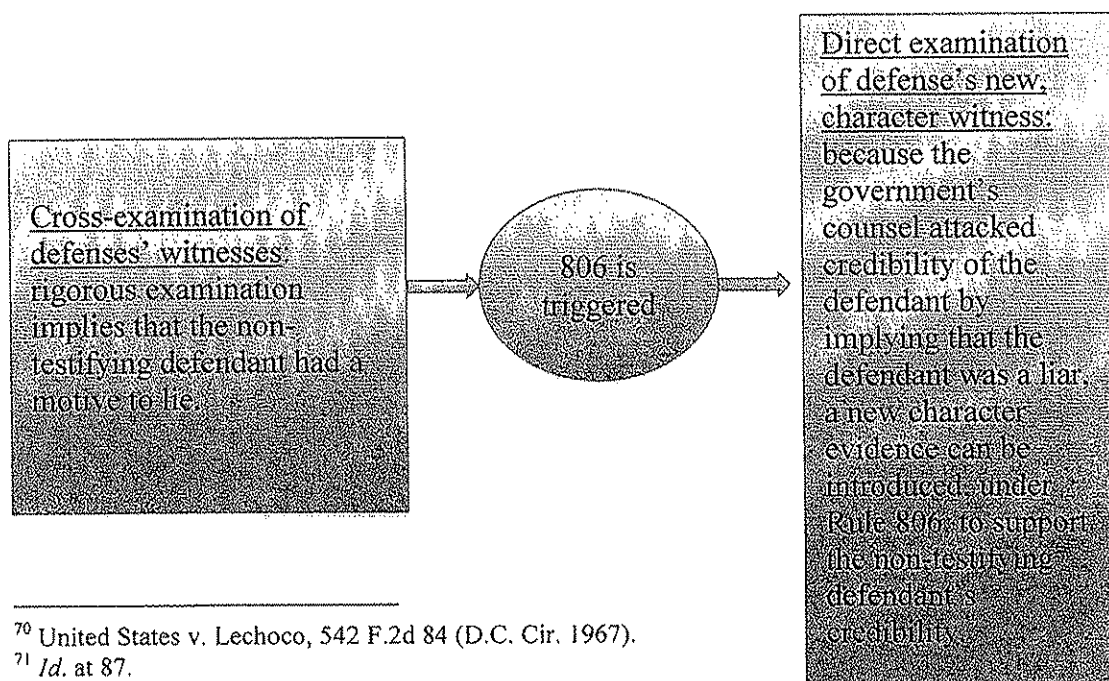 Cross-examination of
defenses' witnesses:
rigorous examination
implies that the non-
testifying defendant had a
motive to lie.
806 is
triggered
Direct examination
of defense's new,
character witness:
because the
government's
counsel attacked
credibility of the
defendant by
implying that the
defendant was a liar,
a new character
evidence can be
introduced, under
Rule 806, to support
the non-testifying
defendant's
credibility.
70 United States v. Lechoco, 542 F.2d 84 (D.C. Cir. 1967).
71 Id. at 87.